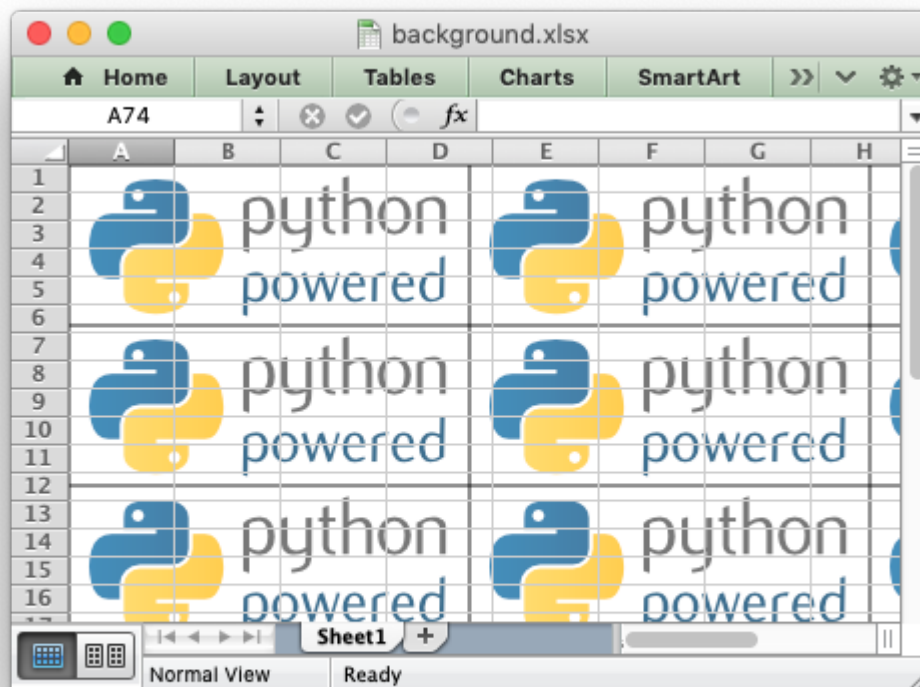 background.xlsx
Home Layout Tables Charts SmartArt
A74 fx
A B C D E F G H
1
2 python python
3
4
5 powered powered
6
7
8 python python
9
10
11 powered powered
12
13
14 python python
15
16 powered powered
Sheet1 +
Normal View Ready